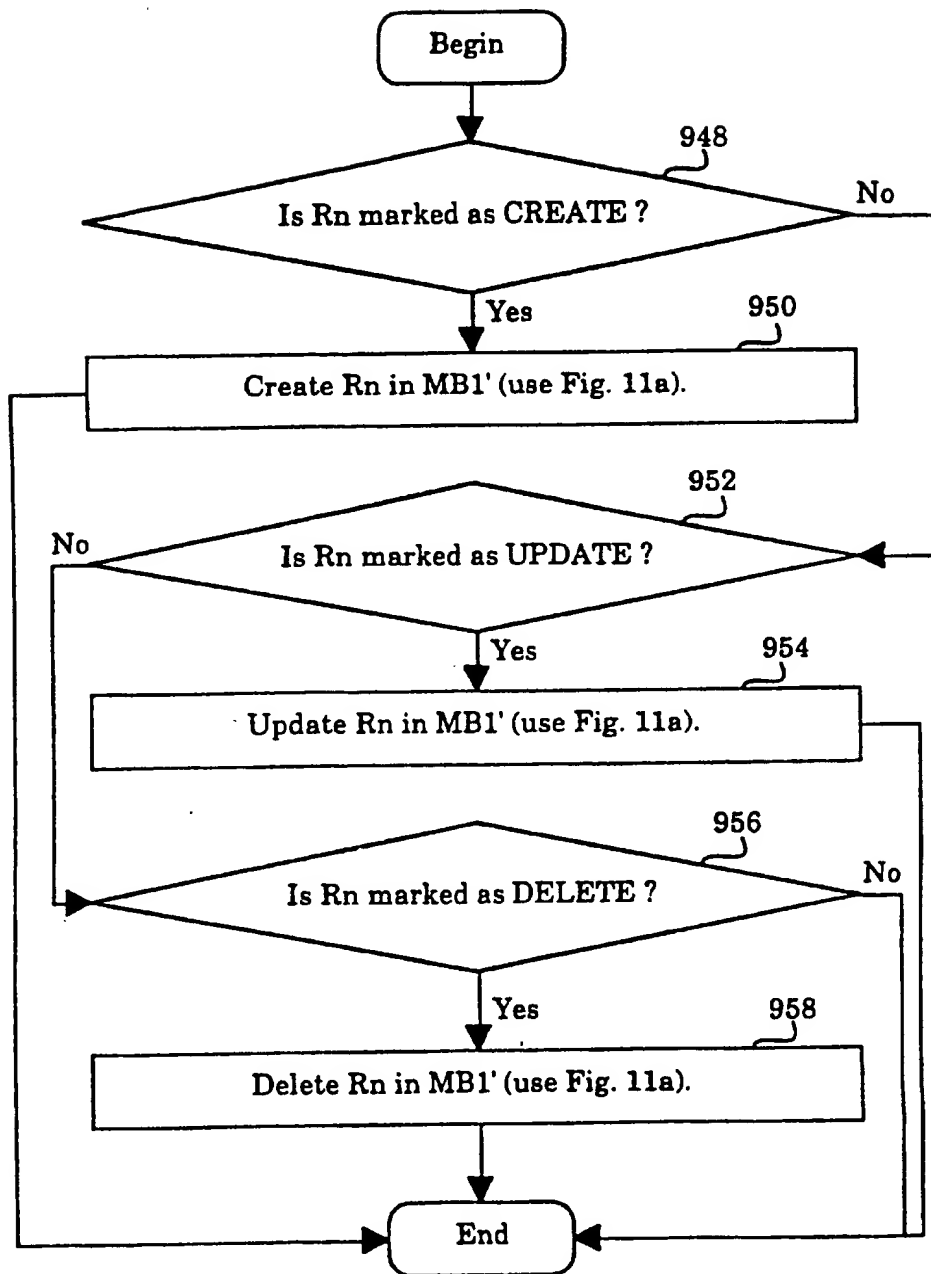 Begin
948
No
Is Rn marked as CREATE ?
Yes
950
Create Rn in MB1' (use Fig. 11a).
952
No
Is Rn marked as UPDATE ?
Yes
954
Update Rn in MB1' (use Fig. 11a).
956
No
Is Rn marked as DELETE ?
Yes
958
Delete Rn in MB1' (use Fig. 11a).
End